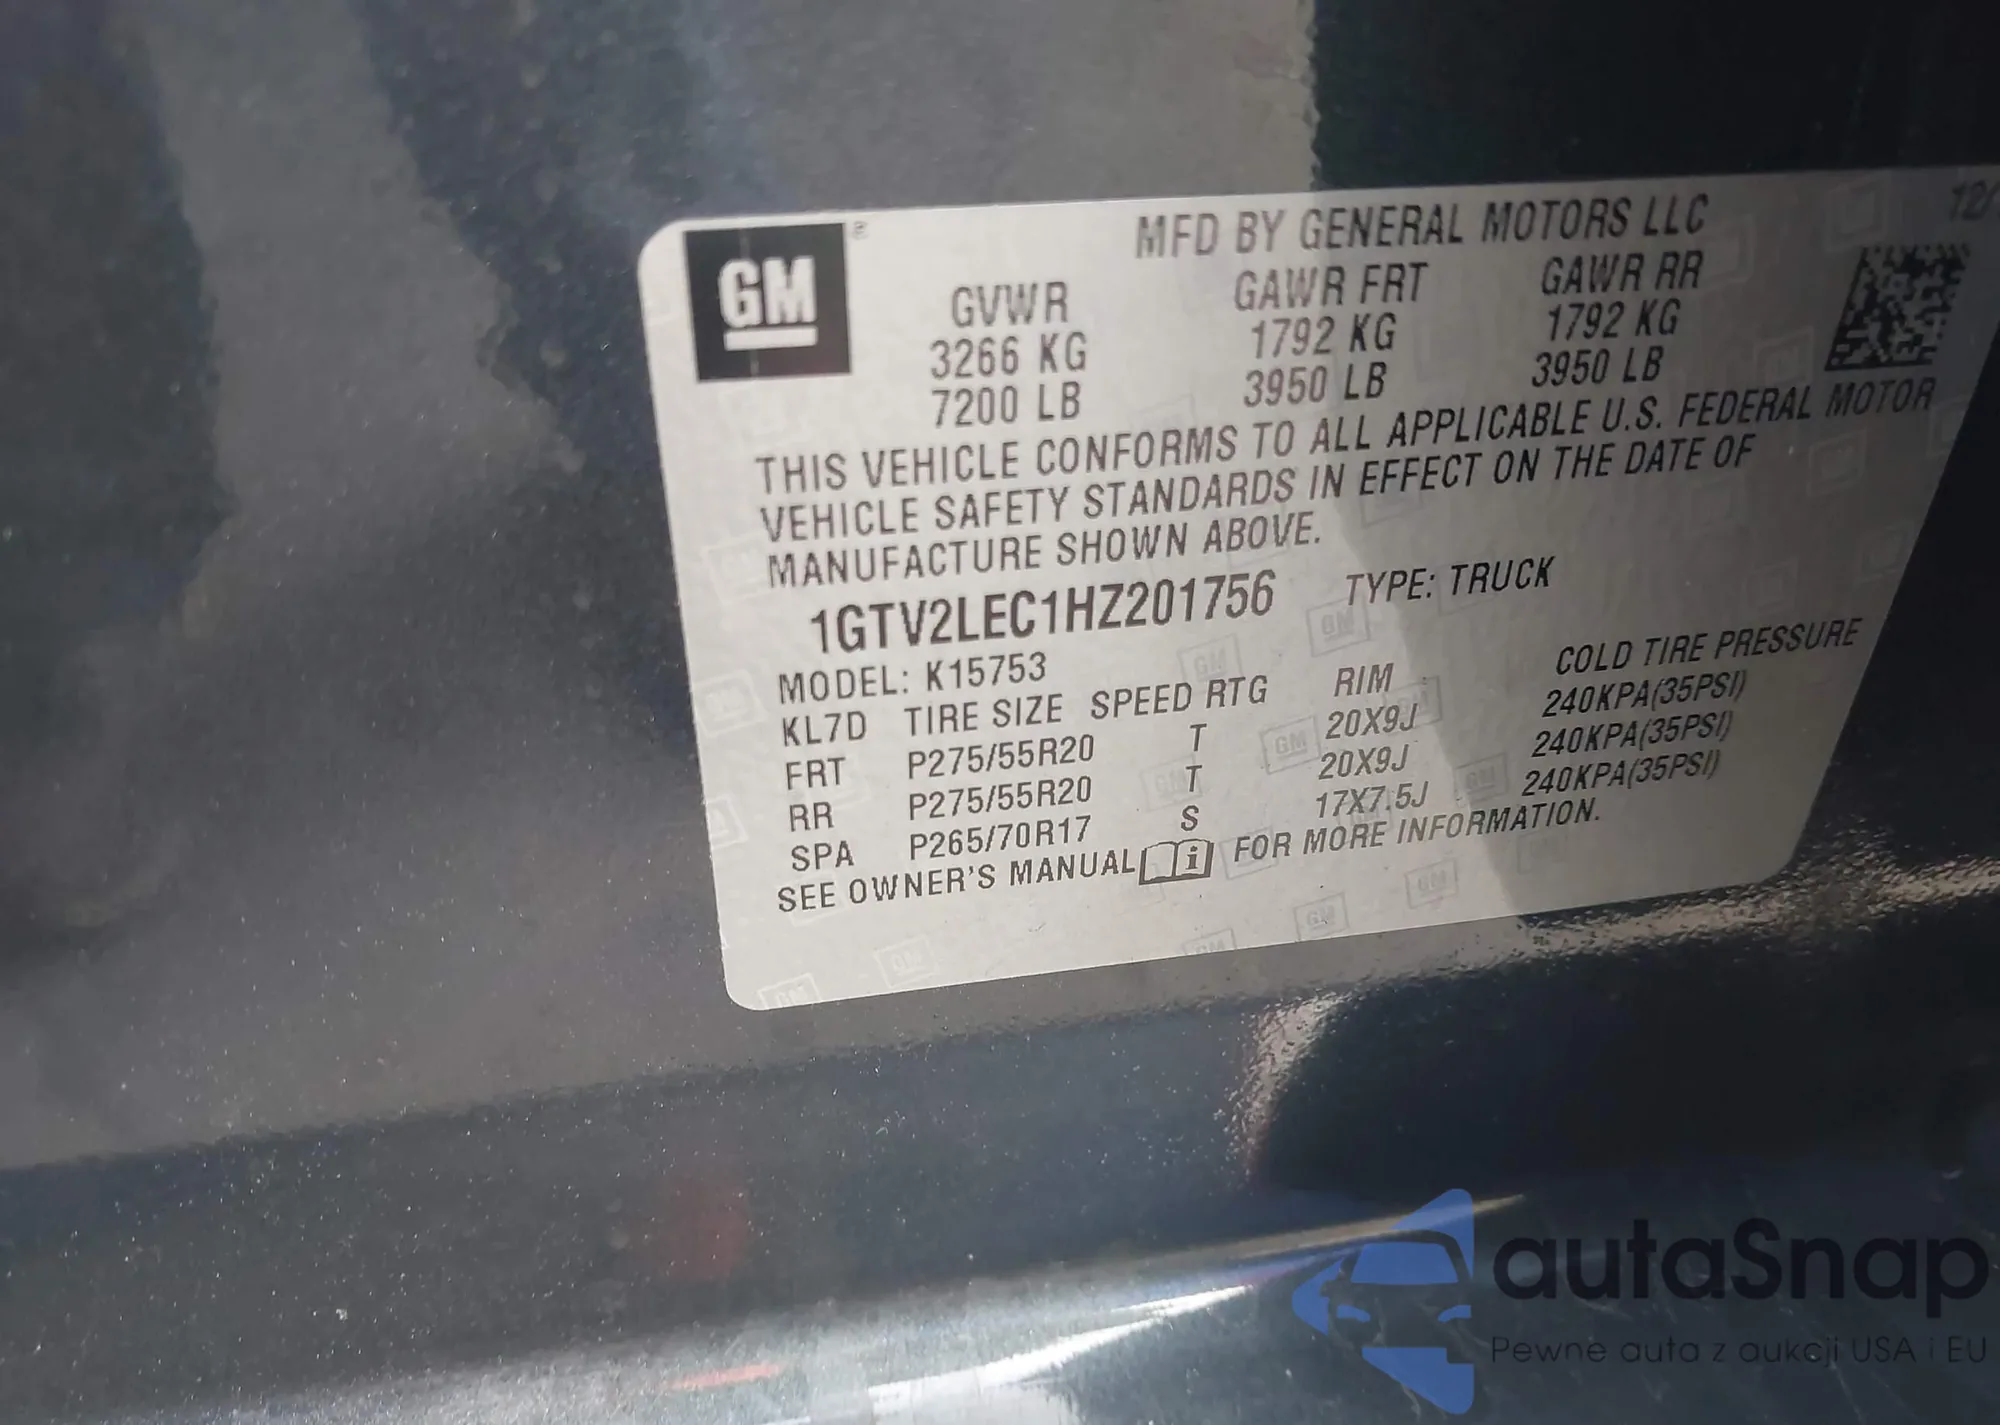 GM
MFD BY GENERAL MOTORS LLC 12/
GVWR GAWR FRT GAWR RR
3266 KG 1792 KG 1792 KG
7200 LB 3950 LB 3950 LB
THIS VEHICLE CONFORMS TO ALL APPLICABLE U.S. FEDERAL MOTOR
VEHICLE SAFETY STANDARDS IN EFFECT ON THE DATE OF
MANUFACTURE SHOWN ABOVE.
1GTV2LEC1HZ201756 TYPE: TRUCK
MODEL: K15753
KL7D TIRE SIZE SPEED RTG RIM COLD TIRE PRESSURE
FRT P275/55R20 T 20X9J 240KPA(35PSI)
RR P275/55R20 T 20X9J 240KPA(35PSI)
SPA P265/70R17 S 17X7.5J 240KPA(35PSI)
SEE OWNER'S MANUAL i FOR MORE INFORMATION.
autaSnap
Pewne auta z aukcji USA i EU